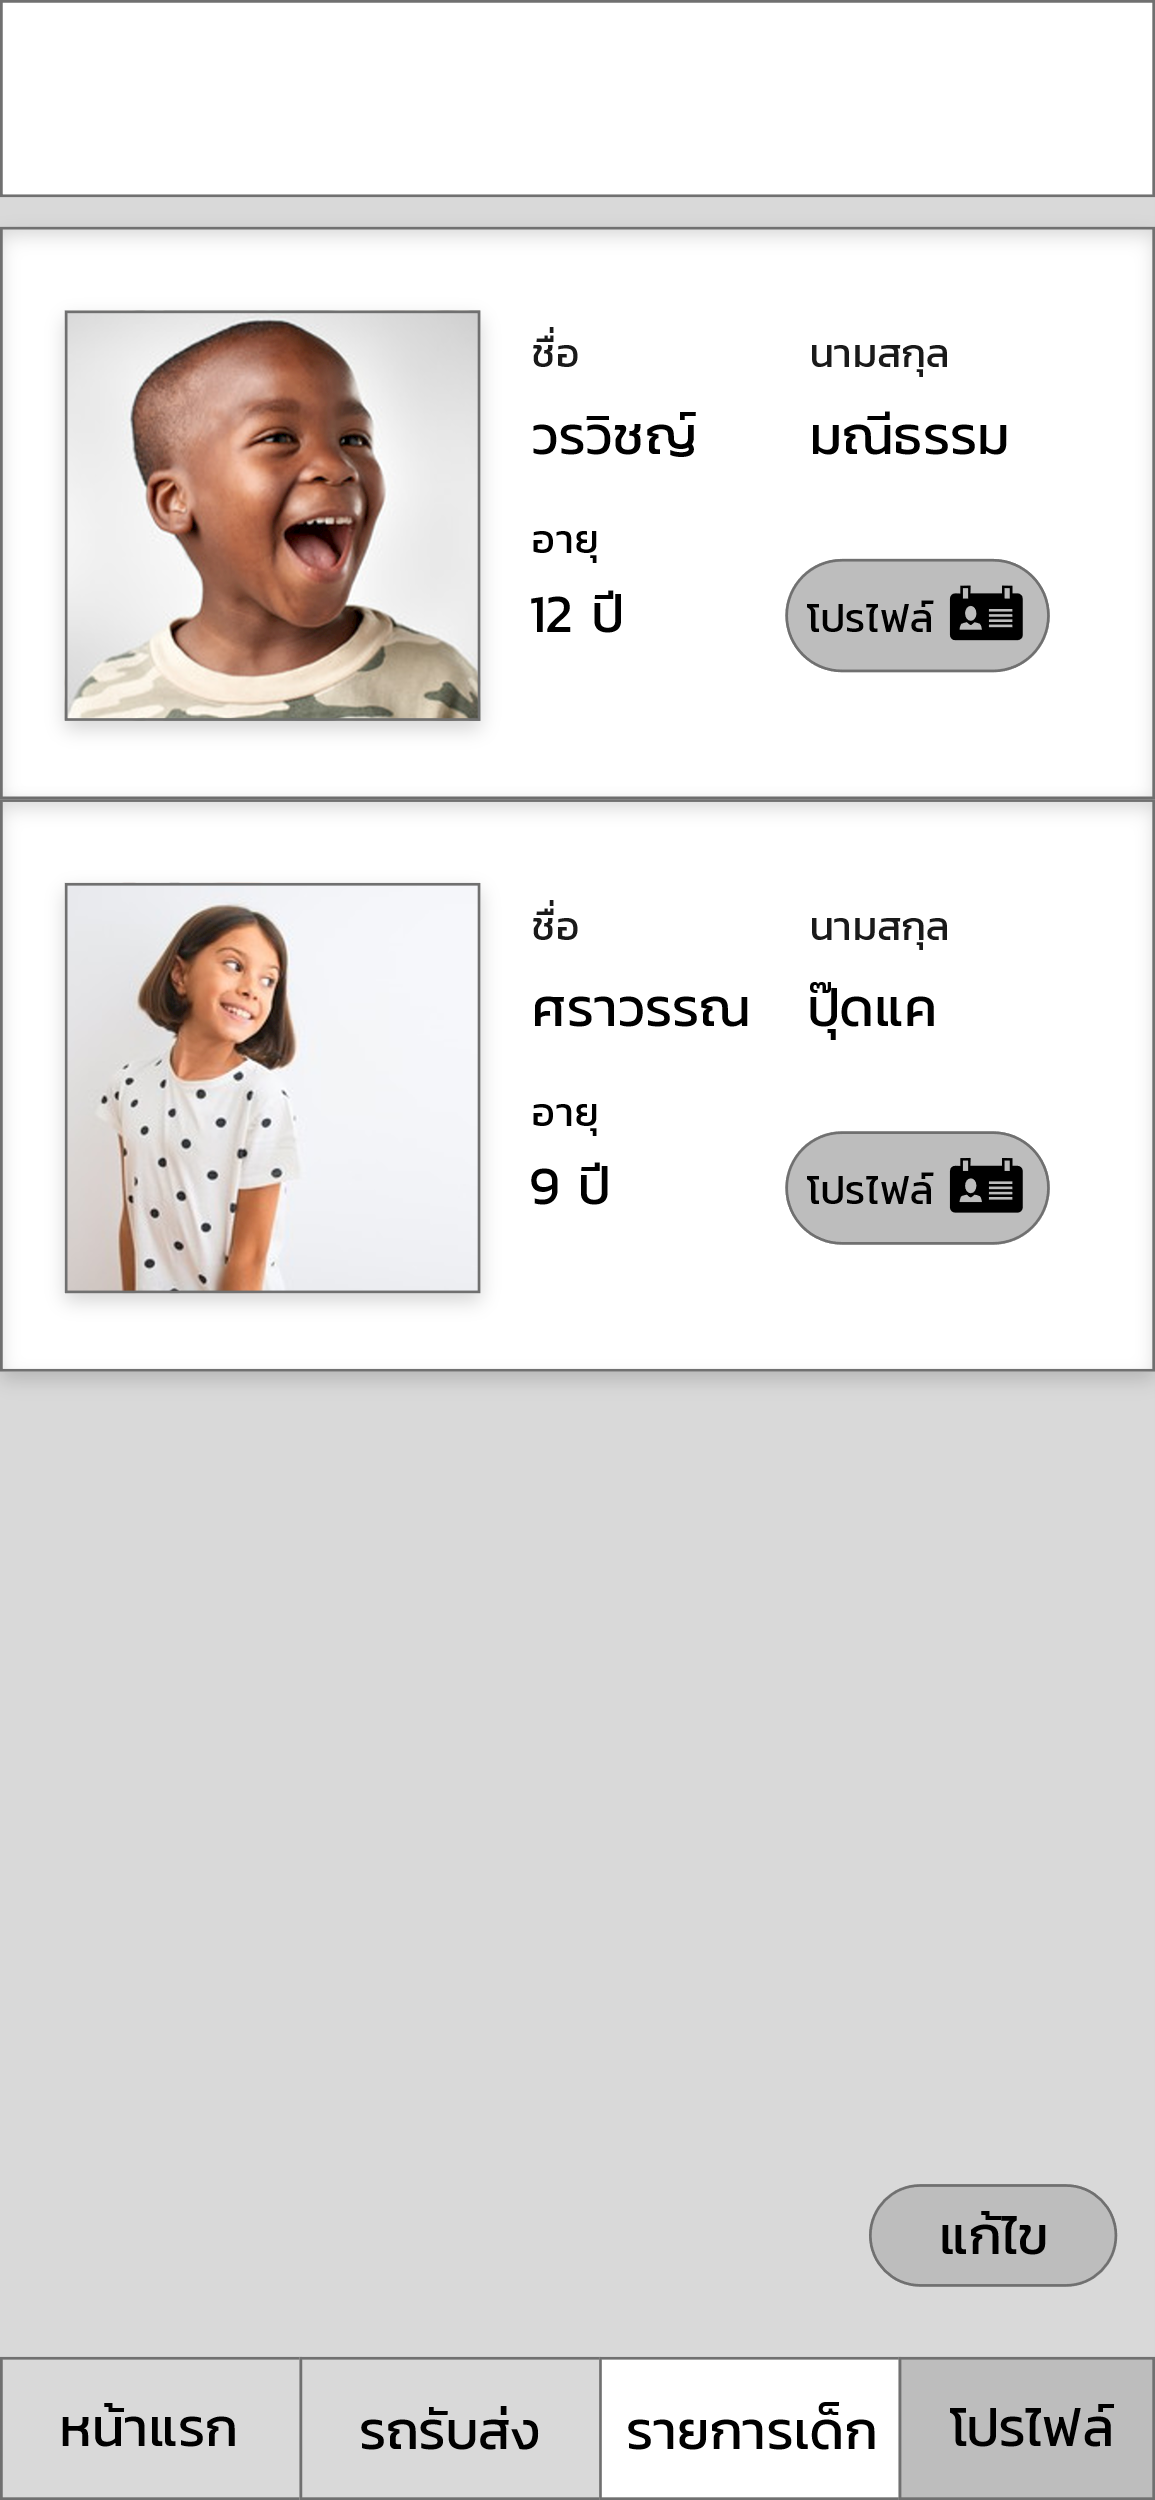 ชื่อ นามสกุล
วรวิชญ์ มณีธรรม
อายุ
12 ปี
โปรไฟล์
ชื่อ นามสกุล
ศราวรรณ ปุ๊ดแค
อายุ
9 ปี
โปรไฟล์
แก้ไข
หน้าแรก รถรับส่ง รายการเด็ก โปรไฟล์